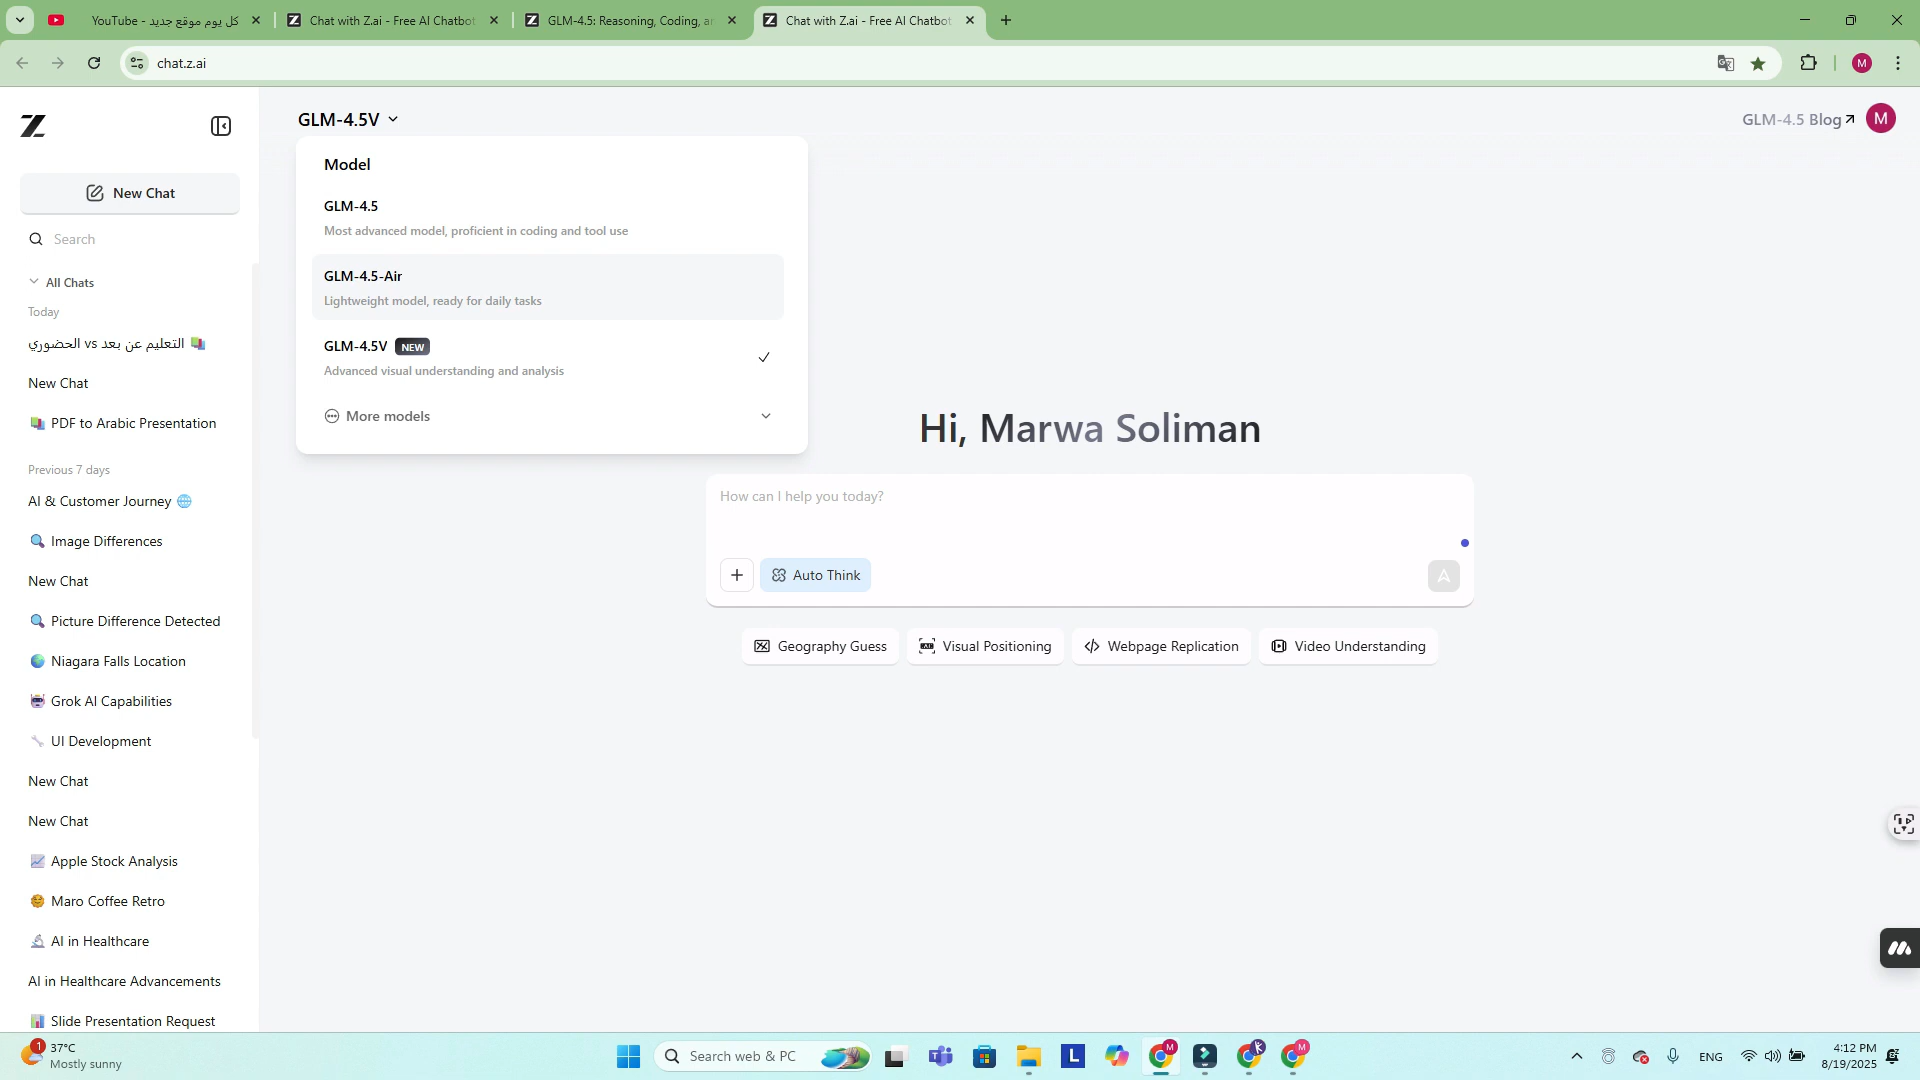 YouTube - كل يوم موقع جديد
Chat with Z.ai - Free AI Chatbot
GLM-4.5: Reasoning, Coding, an
Chat with Z.ai - Free AI Chatbot
chat.z.ai
M
GLM-4.5V
GLM-4.5 Blog
M
New Chat
Search
All Chats
Today
التعليم عن بعد vs الحضوري
New Chat
PDF to Arabic Presentation
Previous 7 days
AI & Customer Journey
Image Differences
New Chat
Picture Difference Detected
Niagara Falls Location
Grok AI Capabilities
UI Development
New Chat
New Chat
Apple Stock Analysis
Maro Coffee Retro
AI in Healthcare
AI in Healthcare Advancements
Slide Presentation Request
Model
GLM-4.5
Most advanced model, proficient in coding and tool use
GLM-4.5-Air
Lightweight model, ready for daily tasks
GLM-4.5V NEW
Advanced visual understanding and analysis
More models
Hi, Marwa Soliman
How can I help you today?
Auto Think
Geography Guess
Visual Positioning
Webpage Replication
Video Understanding
1
37°C
Mostly sunny
Search web & PC
L
M
K
M
ENG
4:12 PM
8/19/2025